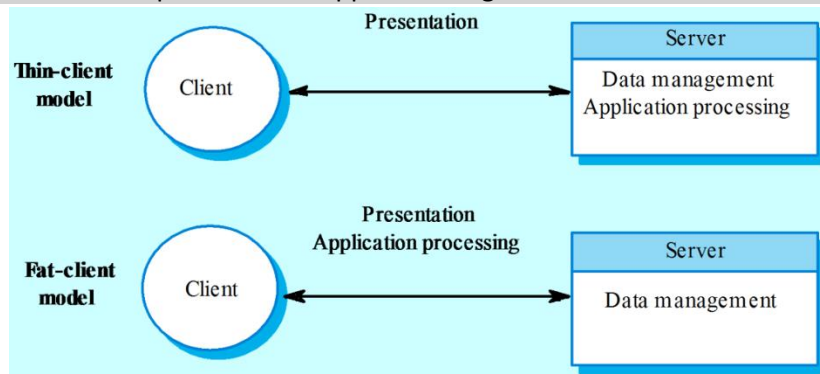 Presentation
Thin-client
model
Client
Server
Data management
Application processing
Presentation
Application processing
Fat-client
model
Client
Server
Data management